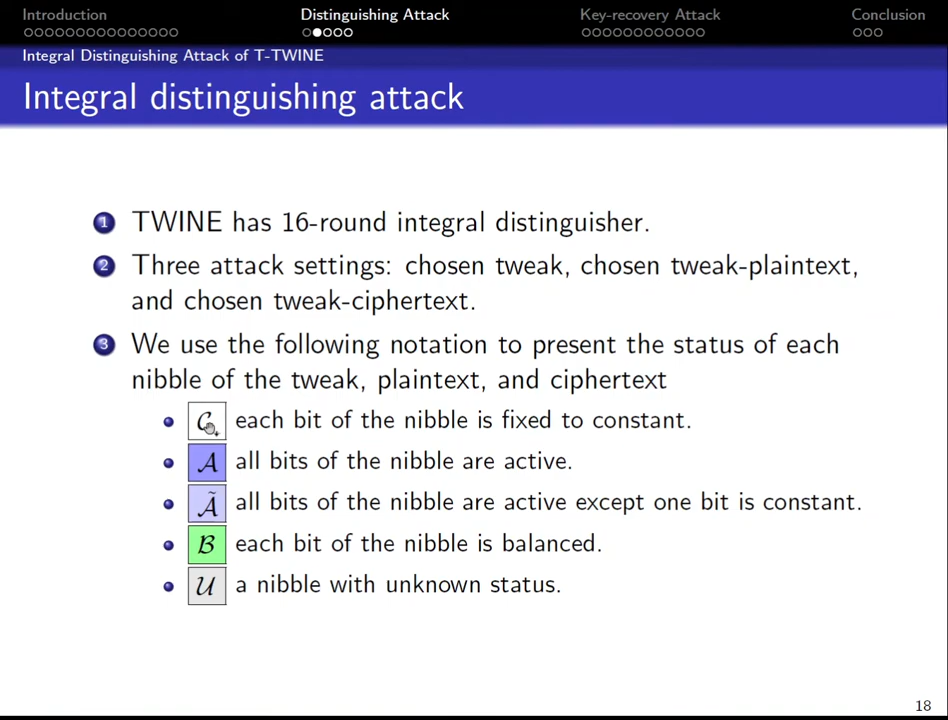 Introduction Distinguishing Attack Key-recovery Attack Conclusion
Integral Distinguishing Attack of T-TWINE
Integral distinguishing attack
1 TWINE has 16-round integral distinguisher.
2 Three attack settings: chosen tweak, chosen tweak-plaintext,
and chosen tweak-ciphertext.
3 We use the following notation to present the status of each
nibble of the tweak, plaintext, and ciphertext
C each bit of the nibble is fixed to constant.
A all bits of the nibble are active.
Ã all bits of the nibble are active except one bit is constant.
B each bit of the nibble is balanced.
U a nibble with unknown status.
18